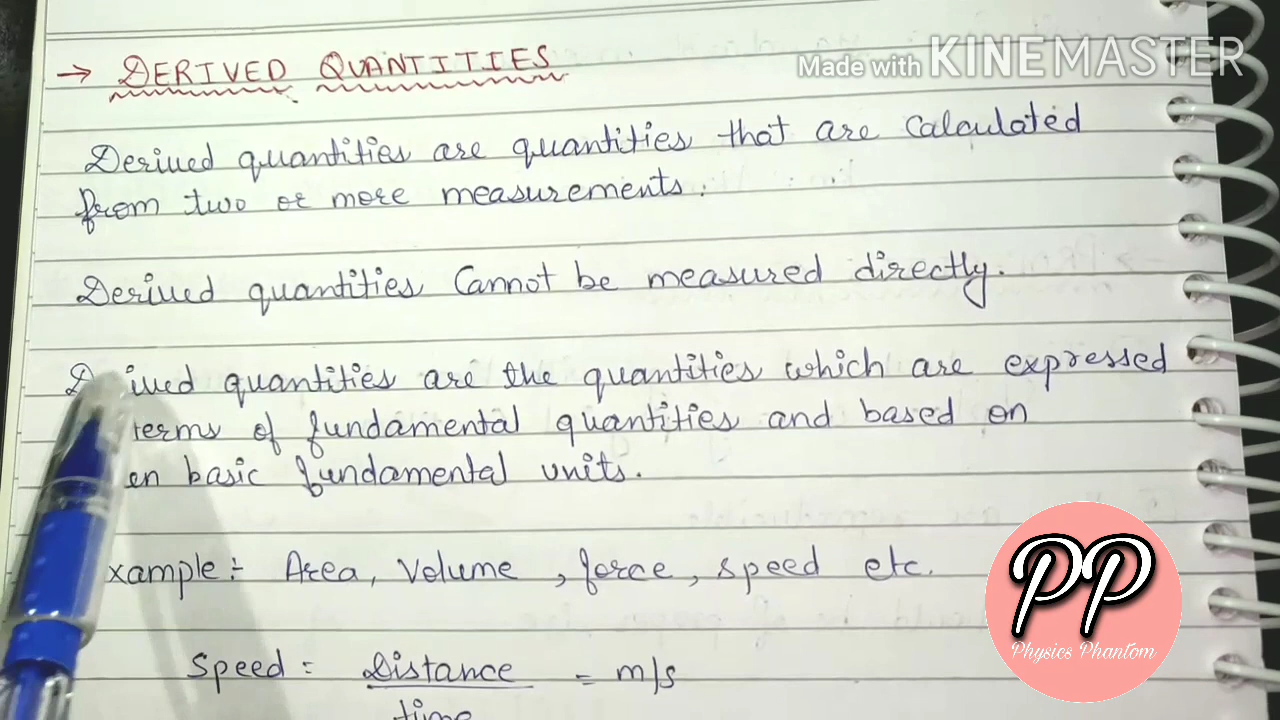 → DERIVED QUANTITIES
Made with KINEMASTER
Derived quantities are quantities that are calculated
from two or more measurements.
Derived quantities Cannot be measured directly.
quantities are the quantities which are expressed
terms of fundamental quantities and based on
basic fundamental units.
xample:- Area, Volume, force, speed etc.
Speed = Distance = m/s
time
PP
Physics Phantom